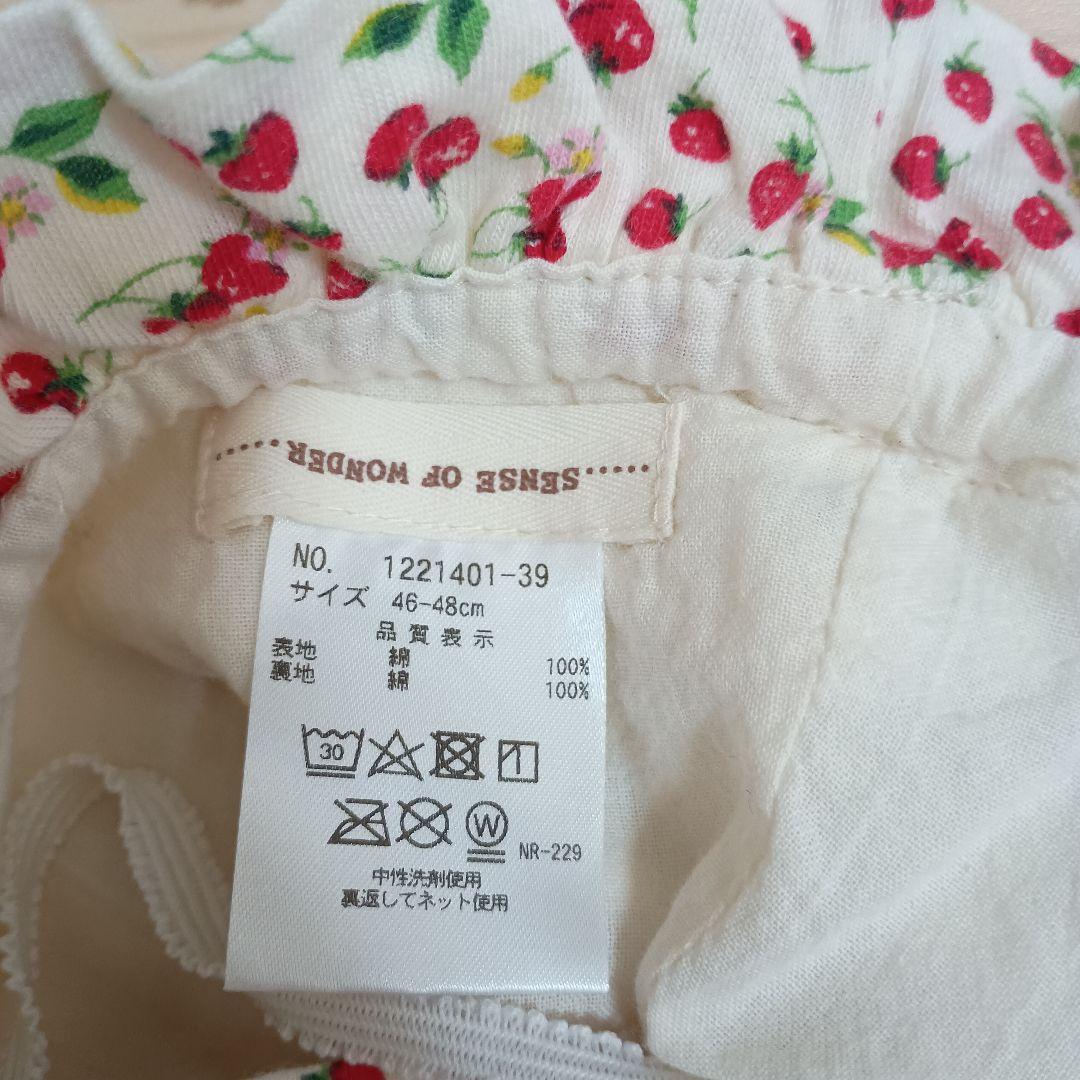 SENSE OF WONDER
NO. 1221401-39
サイズ 46-48cm
品質表示
表地 綿 100%
裏地 綿 100%
30
W
NR-229
中性洗剤使用
裏返してネット使用